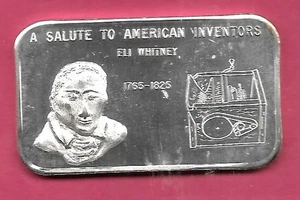 A SALUTE TO AMERICAN INVENTORS
ELI WHITNEY
1765-1825